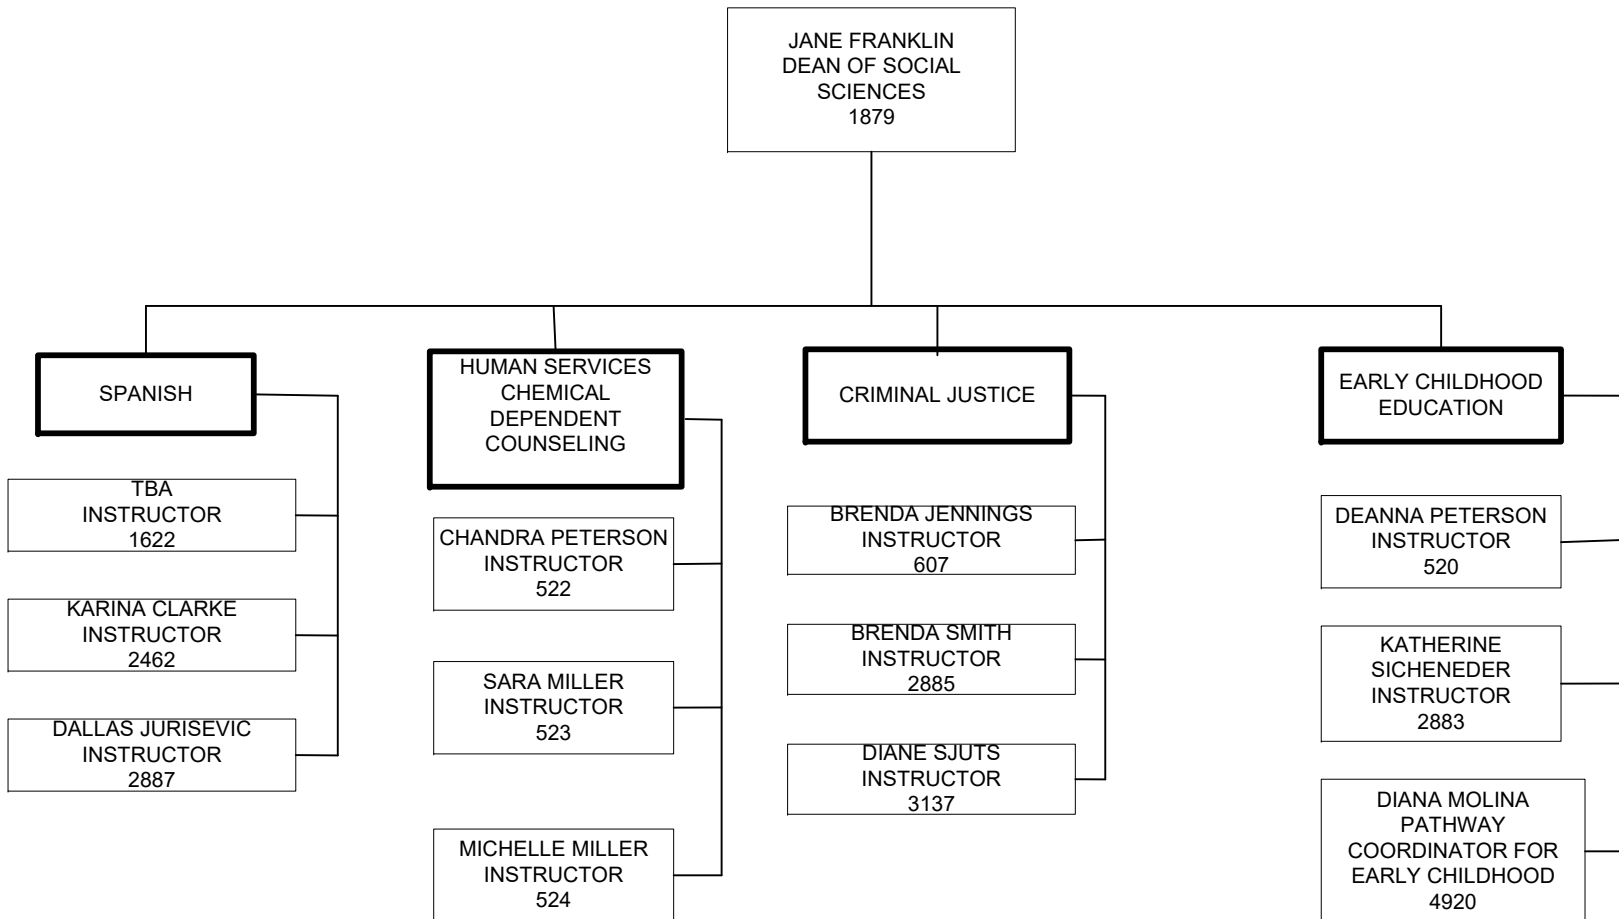 JANE FRANKLIN
DEAN OF SOCIAL
SCIENCES
1879
SPANISH
TBA
INSTRUCTOR
1622
KARINA CLARKE
INSTRUCTOR
2462
DALLAS JURISEVIC
INSTRUCTOR
2887
HUMAN SERVICES
CHEMICAL
DEPENDENT
COUNSELING
CHANDRA PETERSON
INSTRUCTOR
522
SARA MILLER
INSTRUCTOR
523
MICHELLE MILLER
INSTRUCTOR
524
CRIMINAL JUSTICE
BRENDA JENNINGS
INSTRUCTOR
607
BRENDA SMITH
INSTRUCTOR
2885
DIANE SJUTS
INSTRUCTOR
3137
EARLY CHILDHOOD
EDUCATION
DEANNA PETERSON
INSTRUCTOR
520
KATHERINE
SICHENEDER
INSTRUCTOR
2883
DIANA MOLINA
PATHWAY
COORDINATOR FOR
EARLY CHILDHOOD
4920